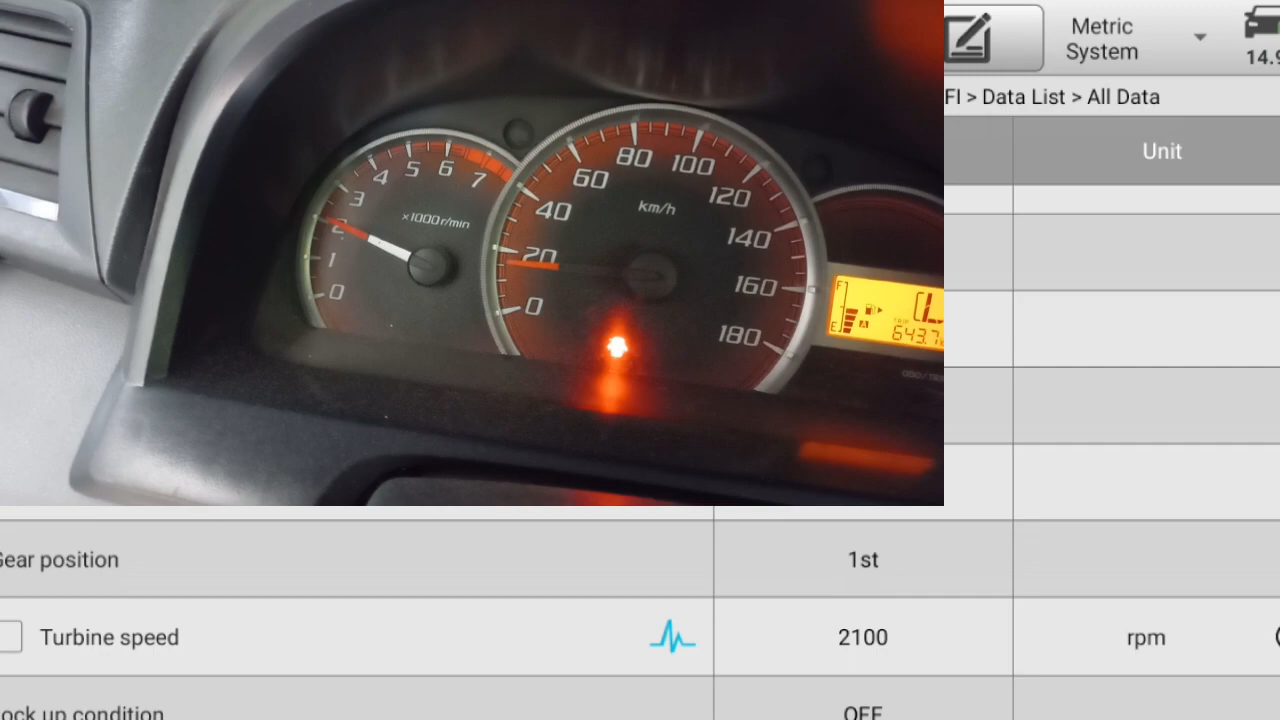 Metric
System
14.9
FI > Data List > All Data
Unit
0
1
2
3
4
5
6
7
×1000r/min
0
20
40
60
80
100
120
140
160
180
km/h
F
E
A
643.7
Gear position
1st
Turbine speed
2100
rpm
ock up condition
OFF